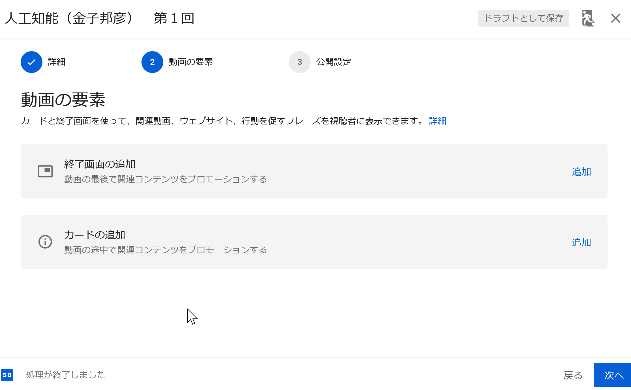 人工知能（金子邦彦） 第１回
ドラフトとして保存
詳細
2 動画の要素
3 公開設定
動画の要素
カードと終了画面を使って、関連動画、ウェブサイト、行動を促すフレーズを視聴者に表示できます。 詳細
終了画面の追加
動画の最後で関連コンテンツをプロモーションする
追加
カードの追加
動画の途中で関連コンテンツをプロモーションする
追加
SD 処理が終了しました
戻る
次へ